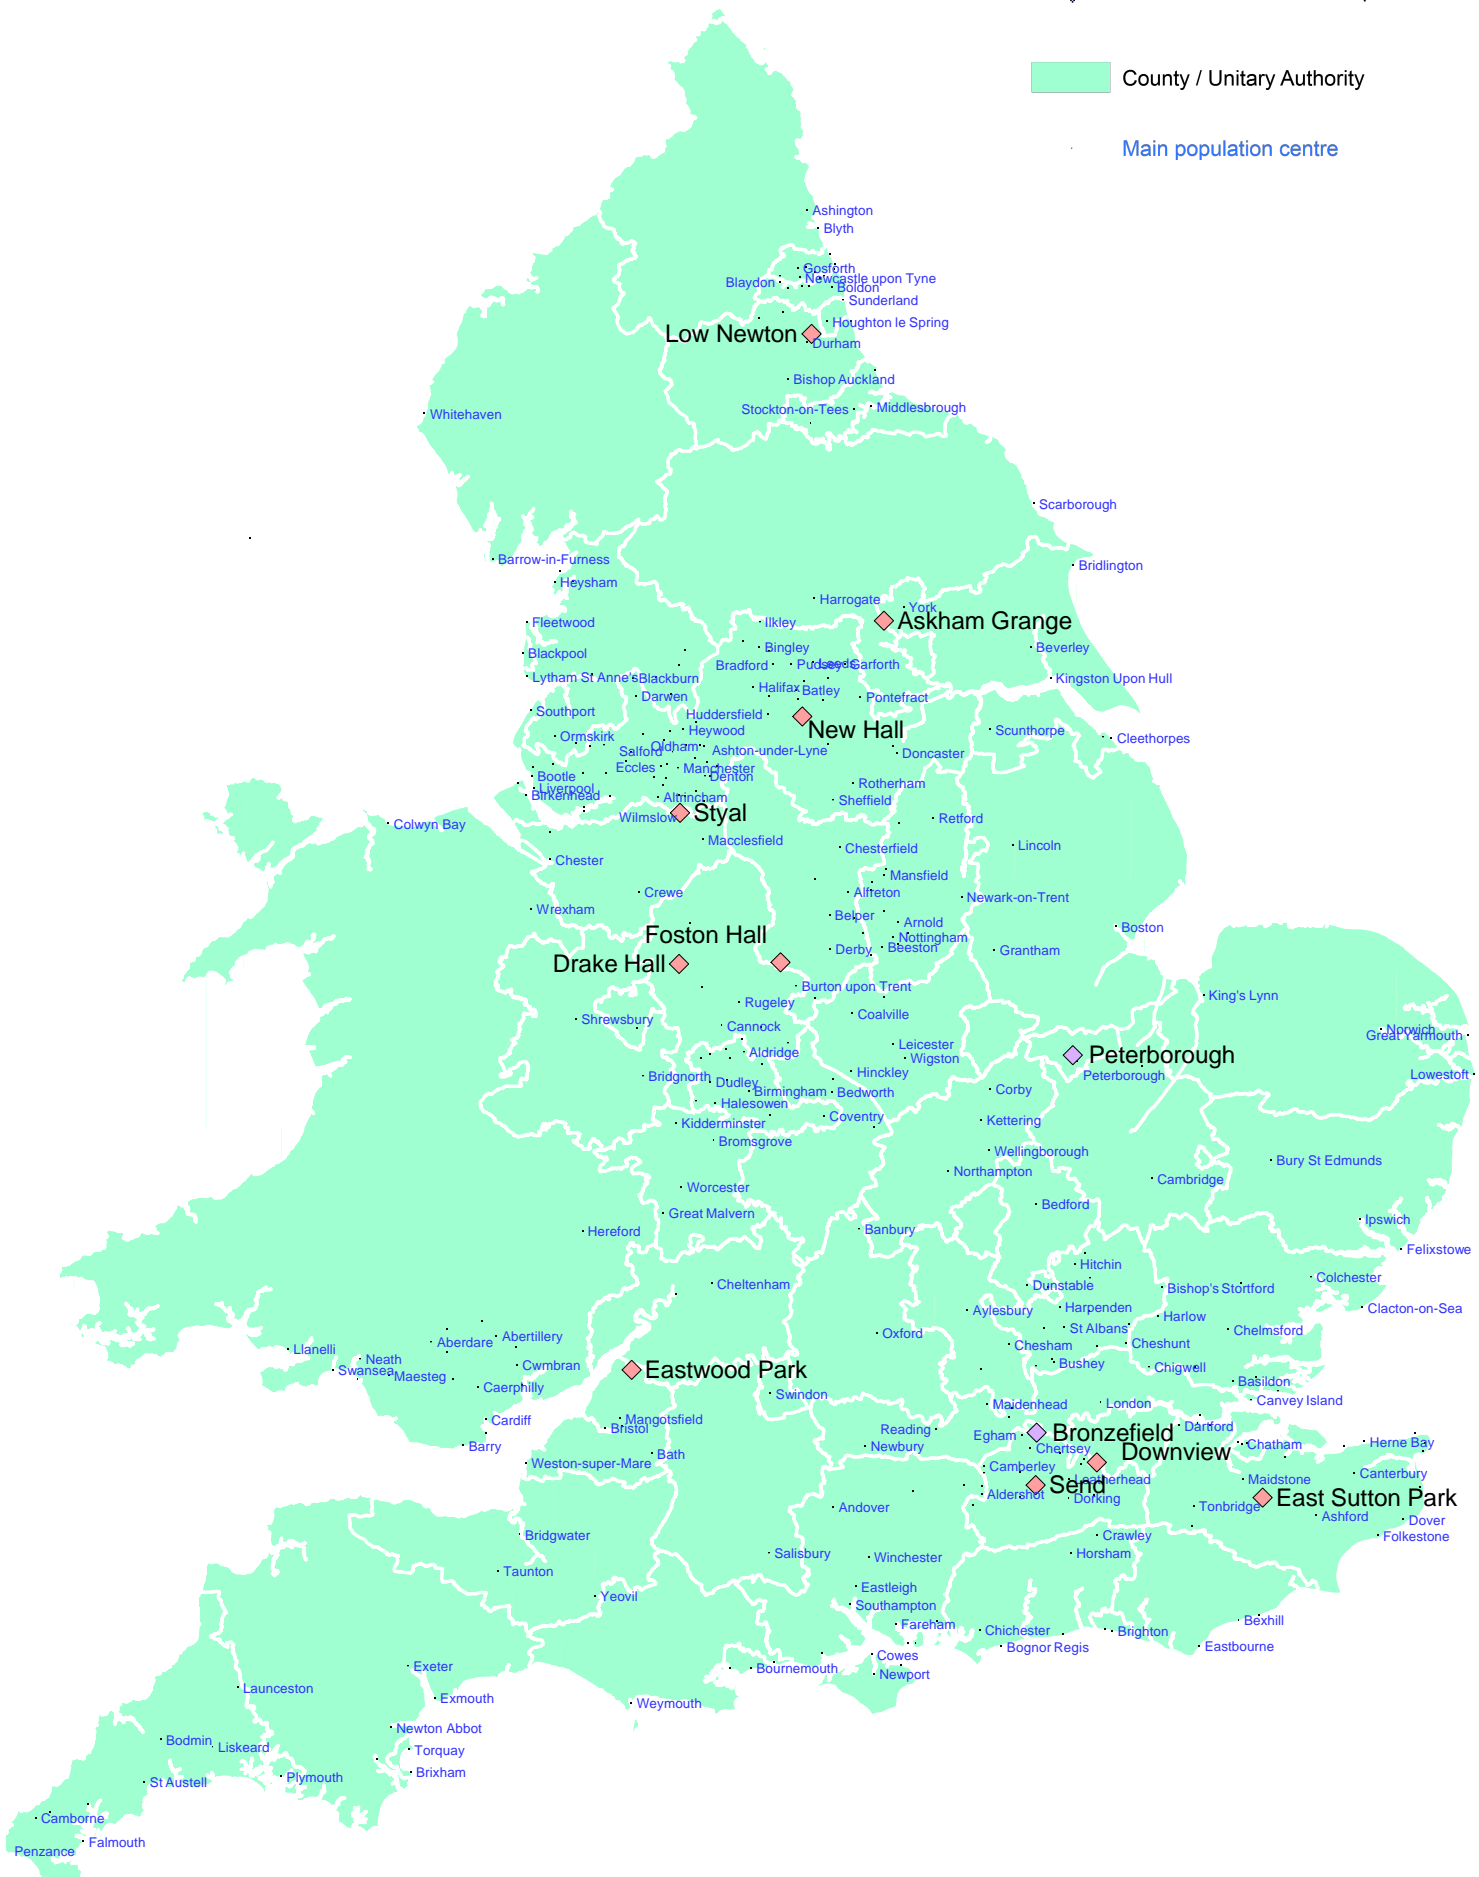 County / Unitary Authority
Main population centre
Ashington
Blyth
Gosforth
Newcastle upon Tyne
Blaydon
Boldon
Sunderland
Houghton le Spring
Low Newton
Durham
Bishop Auckland
Stockton-on-Tees
Middlesbrough
Whitehaven
Scarborough
Barrow-in-Furness
Bridlington
Heysham
Harrogate
York
Fleetwood
Ilkley
Askham Grange
Bingley
Beverley
Blackpool
Bradford
Pudsey
Leeds
Garforth
Lytham St Anne's
Blackburn
Kingston Upon Hull
Halifax
Batley
Darwen
Pontefract
Southport
Huddersfield
New Hall
Heywood
Scunthorpe
Ormskirk
Cleethorpes
Oldham
Salford
Ashton-under-Lyne
Doncaster
Eccles
Manchester
Denton
Bootle
Rotherham
Liverpool
Birkenhead
Altrincham
Sheffield
Wilmslow
Styal
Retford
Colwyn Bay
Macclesfield
Chesterfield
Lincoln
Chester
Mansfield
Crewe
Alfreton
Newark-on-Trent
Wrexham
Belper
Arnold
Boston
Foston Hall
Nottingham
Derby
Beeston
Grantham
Drake Hall
Burton upon Trent
King's Lynn
Rugeley
Coalville
Shrewsbury
Cannock
Norwich
Great Yarmouth
Leicester
Aldridge
Wigston
Peterborough
Hinckley
Peterborough
Lowestoft
Bridgnorth
Dudley
Birmingham
Bedworth
Corby
Halesowen
Coventry
Kettering
Kidderminster
Bromsgrove
Wellingborough
Bury St Edmunds
Northampton
Cambridge
Worcester
Bedford
Great Malvern
Ipswich
Hereford
Banbury
Felixstowe
Hitchin
Colchester
Cheltenham
Dunstable
Bishop's Stortford
Clacton-on-Sea
Aylesbury
Harpenden
Harlow
St Albans
Chelmsford
Oxford
Abertillery
Aberdare
Chesham
Cheshunt
Llanelli
Neath
Cwmbran
Bushey
Chigwell
Swansea
Maesteg
Eastwood Park
Caerphilly
Basildon
Swindon
Canvey Island
Maidenhead
London
Cardiff
Mangotsfield
Bristol
Reading
Egham
Bronzefield
Dartford
Barry
Newbury
Chertsey
Chatham
Herne Bay
Bath
Downview
Weston-super-Mare
Camberley
Canterbury
Leatherhead
Maidstone
Send
Aldershot
Dorking
East Sutton Park
Andover
Tonbridge
Ashford
Dover
Bridgwater
Crawley
Folkestone
Salisbury
Winchester
Horsham
Taunton
Eastleigh
Yeovil
Southampton
Fareham
Bexhill
Chichester
Brighton
Bognor Regis
Eastbourne
Cowes
Exeter
Bournemouth
Newport
Launceston
Exmouth
Weymouth
Newton Abbot
Bodmin
Liskeard
Torquay
Brixham
Plymouth
St Austell
Camborne
Falmouth
Penzance